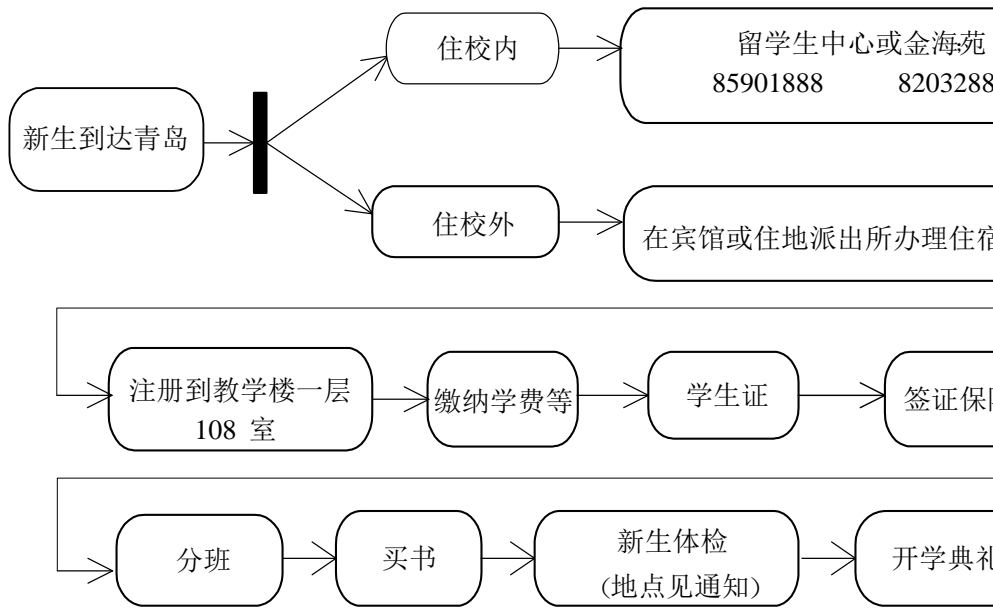 住校内
留学生中心或金海苑
85901888 8203288
新生到达青岛
住校外
在宾馆或住地派出所办理住宿
注册到教学楼一层
108 室
缴纳学费等
学生证
签证保
分班
买书
新生体检
(地点见通知)
开学典礼